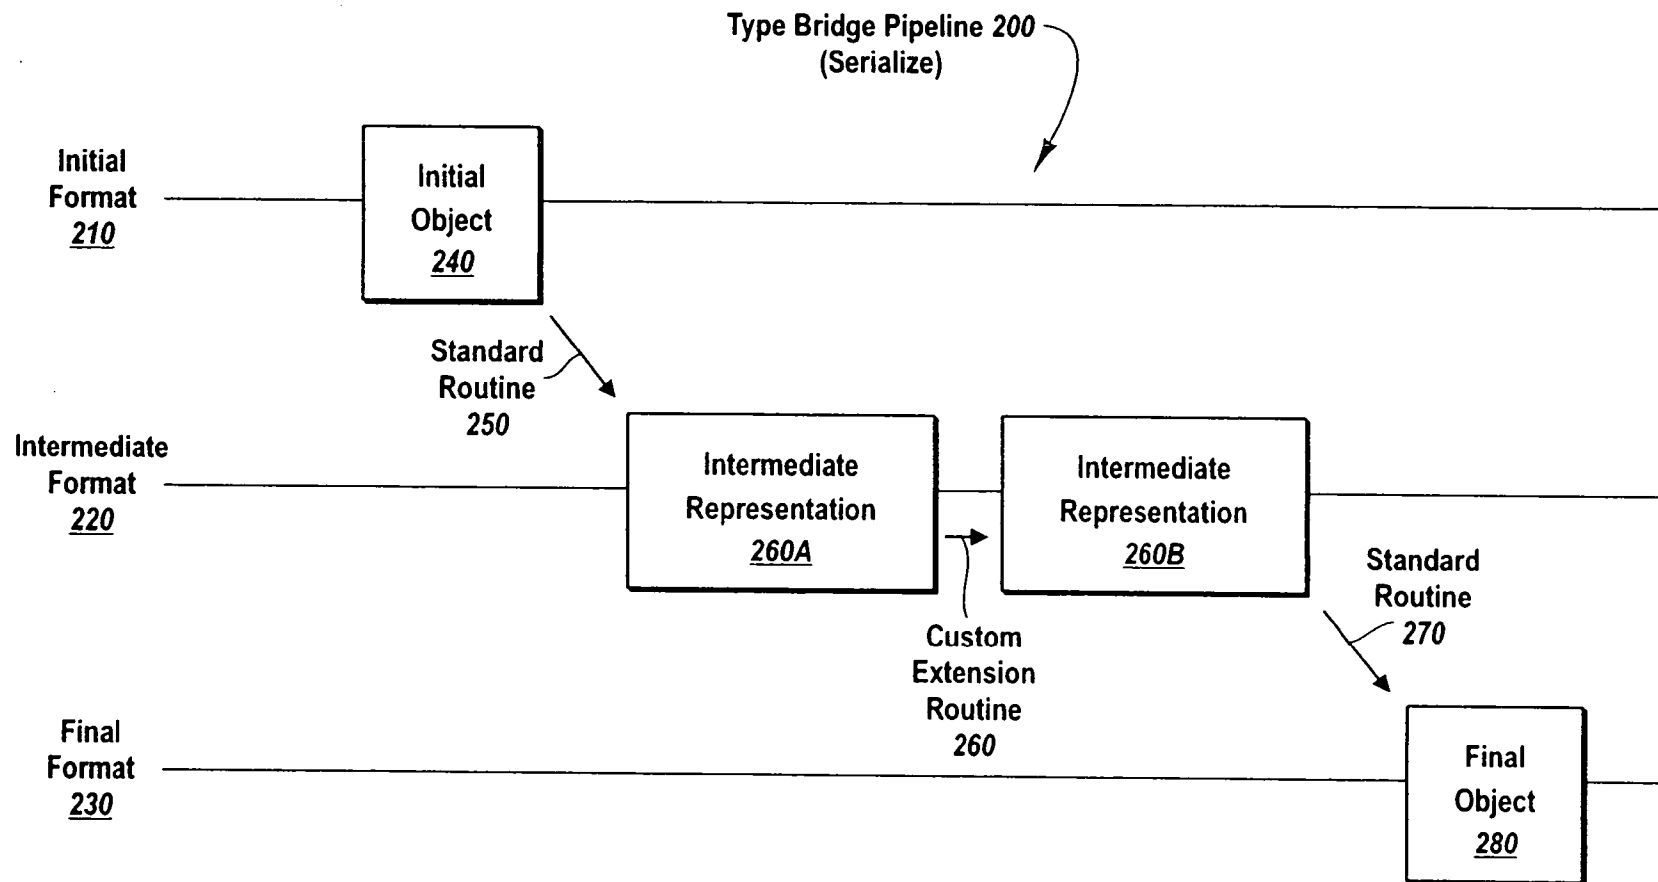 Type Bridge Pipeline 200
(Serialize)
Initial
Format
210
Initial
Object
240
Standard
Routine
250
Intermediate
Format
220
Intermediate
Representation
260A
Intermediate
Representation
260B
Custom
Extension
Routine
260
Standard
Routine
270
Final
Format
230
Final
Object
280